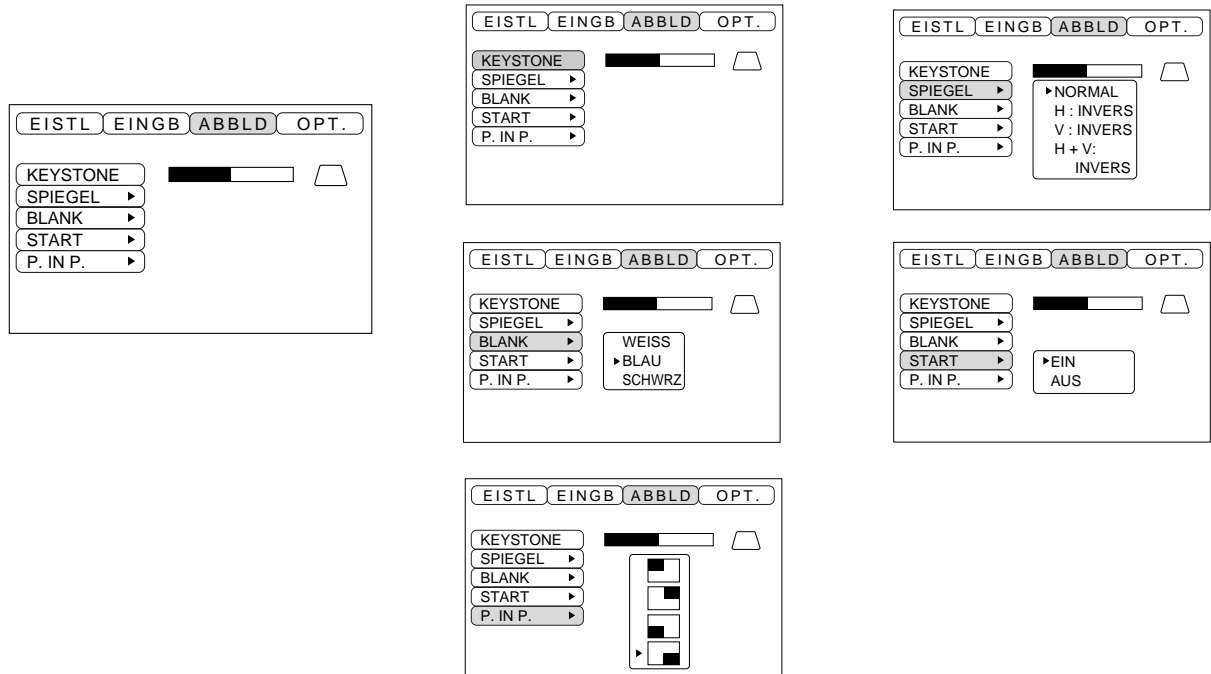 EISTL EINGB ABBLD OPT.
KEYSTONE
SPIEGEL
BLANK
START
P. IN P.
EISTL EINGB ABBLD OPT.
KEYSTONE
SPIEGEL
BLANK
START
P. IN P.
EISTL EINGB ABBLD OPT.
KEYSTONE
SPIEGEL
BLANK
START
P. IN P.
NORMAL
H : INVERS
V : INVERS
H + V:
INVERS
EISTL EINGB ABBLD OPT.
KEYSTONE
SPIEGEL
BLANK
START
P. IN P.
WEISS
BLAU
SCHWRZ
EISTL EINGB ABBLD OPT.
KEYSTONE
SPIEGEL
BLANK
START
P. IN P.
EIN
AUS
EISTL EINGB ABBLD OPT.
KEYSTONE
SPIEGEL
BLANK
START
P. IN P.